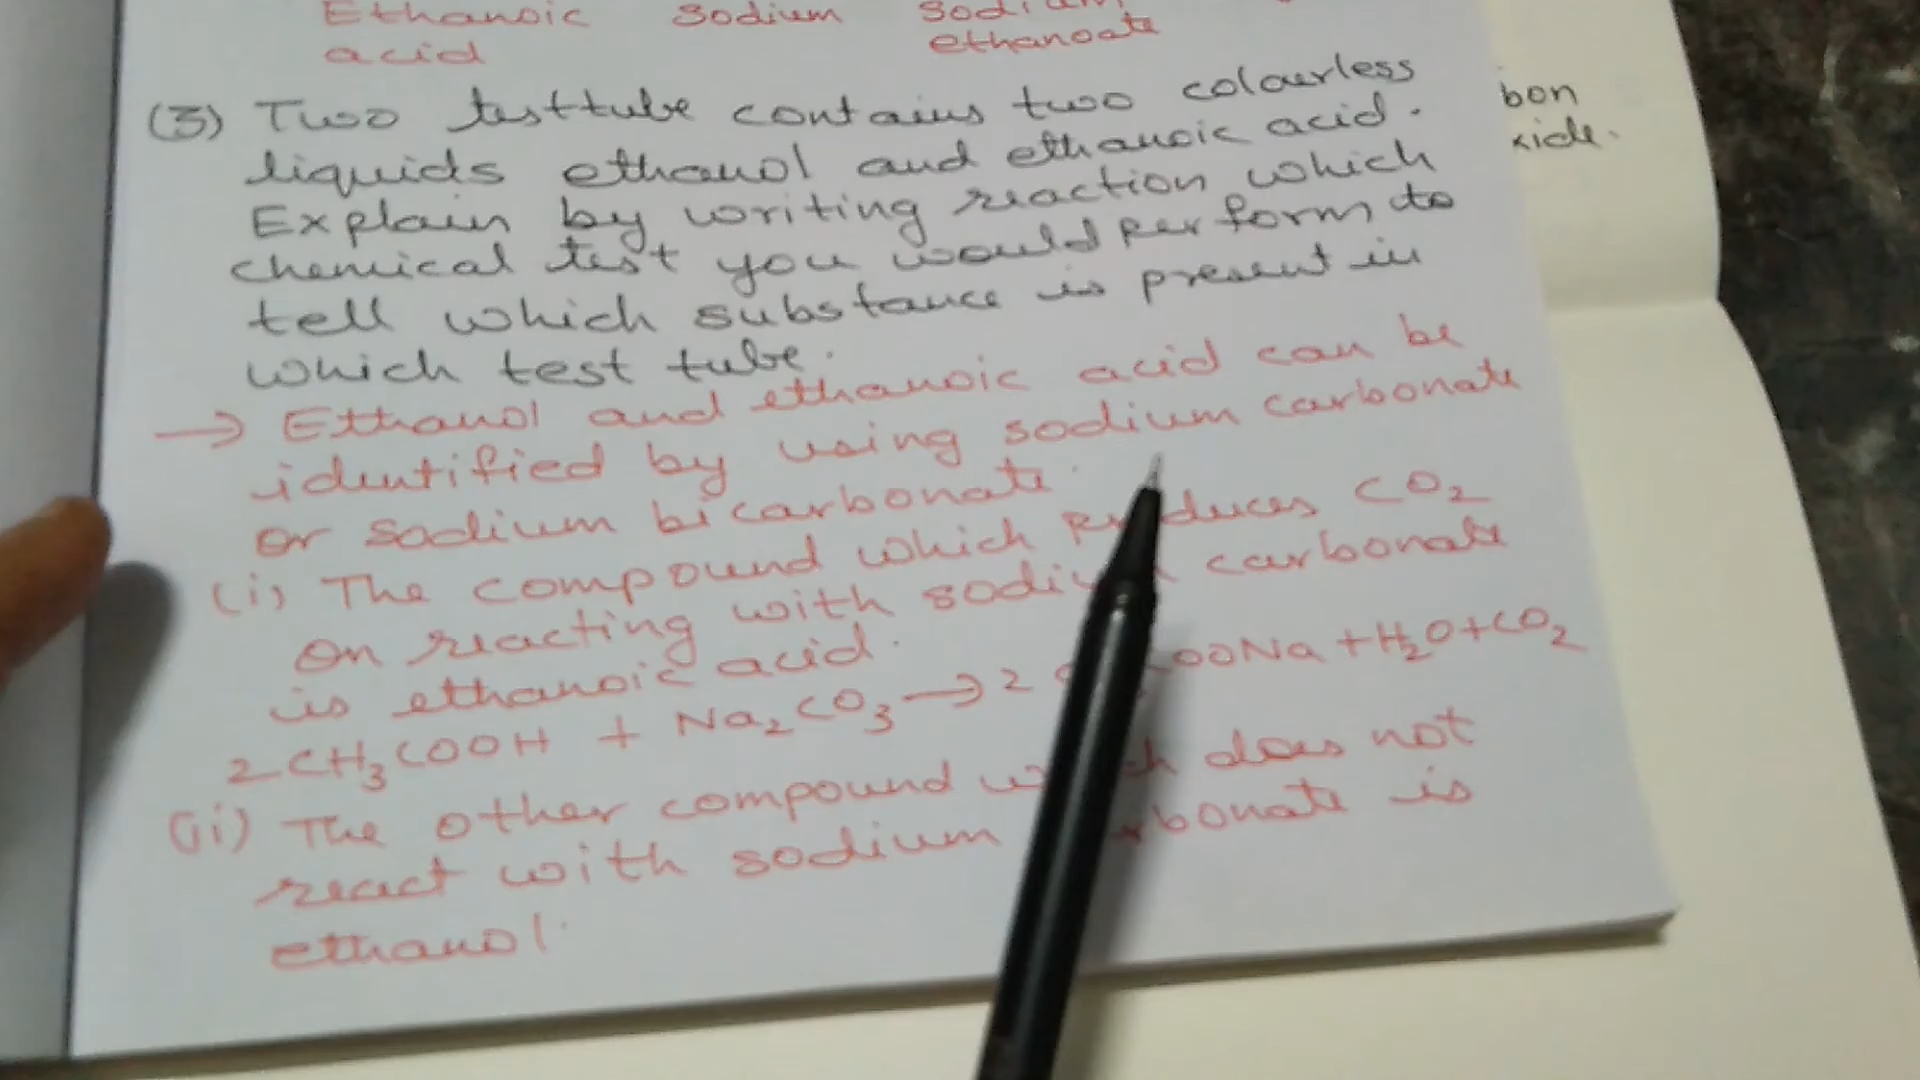 Ethanoic sodium sodium
acid ethanoate
(3) Two testtube contains two colourless
liquids ethanol and ethanoic acid.
Explain by writing reaction which
chemical test you would perform to
tell which substance is present in
which test tube.
→ Ethanol and ethanoic acid can be
identified by using sodium carbonate
or sodium bicarbonate.
(i) The compound which produces CO₂
on reacting with sodium carbonate
is ethanoic acid.
2CH₃COOH + Na₂CO₃ → 2 OONa + H₂O + CO₂
(ii) The other compound which does not
react with sodium carbonate is
ethanol.
bon
xide.